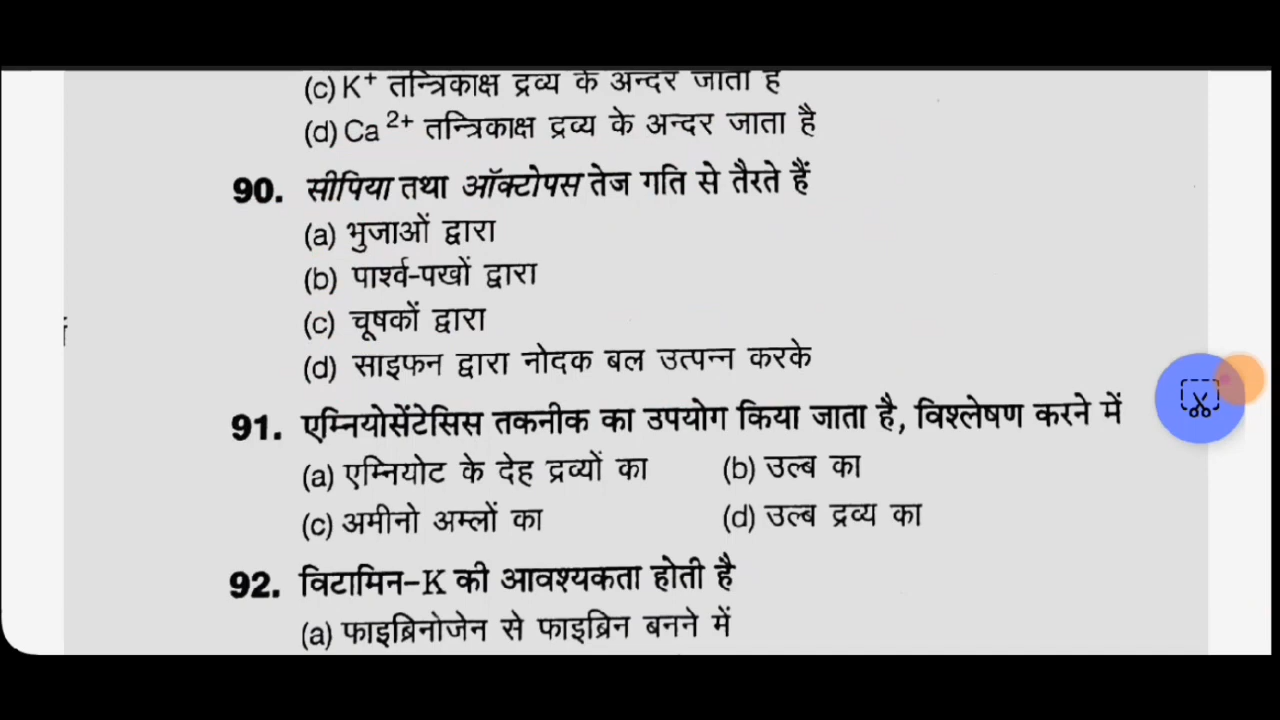 (c) K⁺ तन्त्रिकाक्ष द्रव्य के अन्दर जाता है
(d) Ca ²⁺ तन्त्रिकाक्ष द्रव्य के अन्दर जाता है
90. सीपिया तथा ऑक्टोपस तेज गति से तैरते हैं
(a) भुजाओं द्वारा
(b) पार्श्व-पखों द्वारा
(c) चूषकों द्वारा
(d) साइफन द्वारा नोदक बल उत्पन्न करके
91. एम्नियोसेंटेसिस तकनीक का उपयोग किया जाता है, विश्लेषण करने में
(a) एम्नियोट के देह द्रव्यों का (b) उल्ब का
(c) अमीनो अम्लों का (d) उल्ब द्रव्य का
92. विटामिन-K की आवश्यकता होती है
(a) फाइब्रिनोजेन से फाइब्रिन बनने में